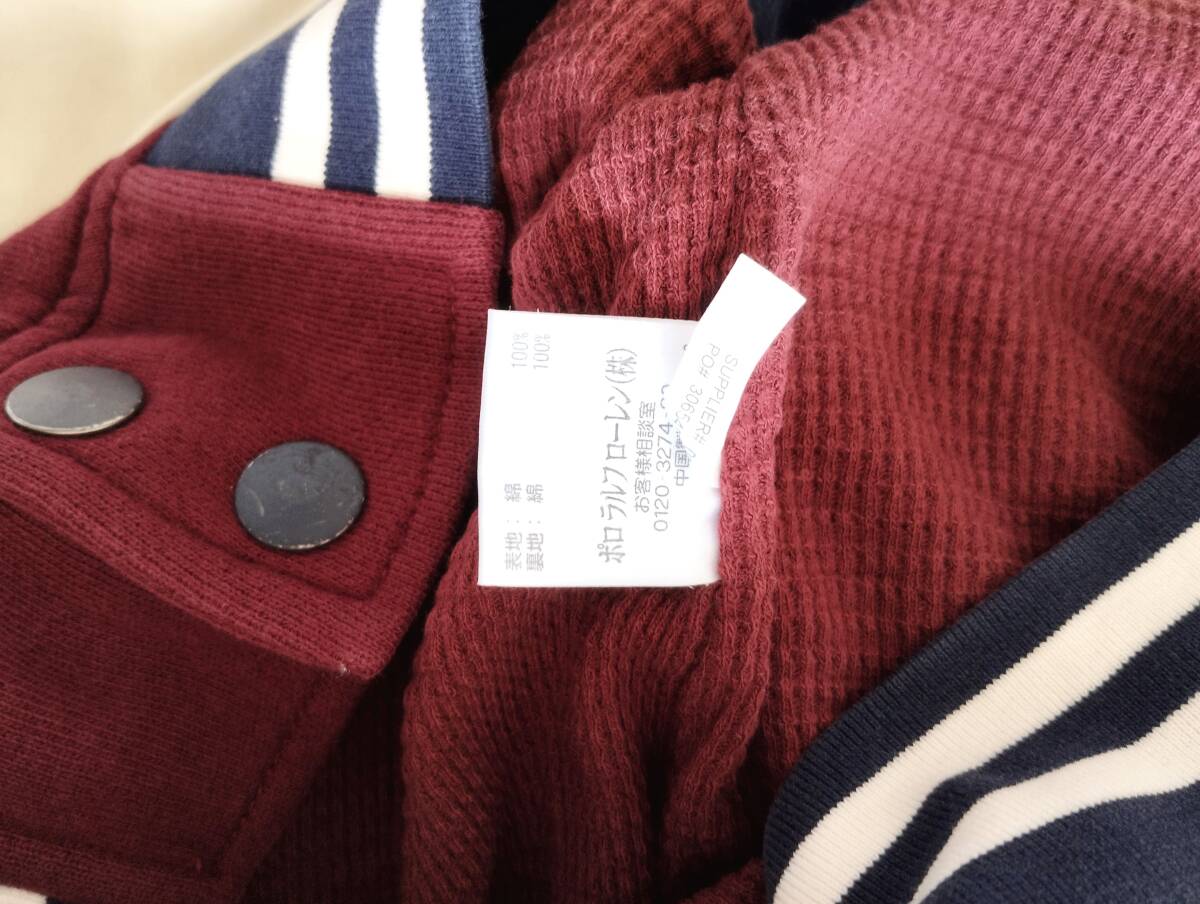 表地: 綿 100%
裏地: 綿 100%
ポロ ラルフ ローレン(株)
お客様相談室
0120-3274-
中国
SUPPLIER#
PO# 306